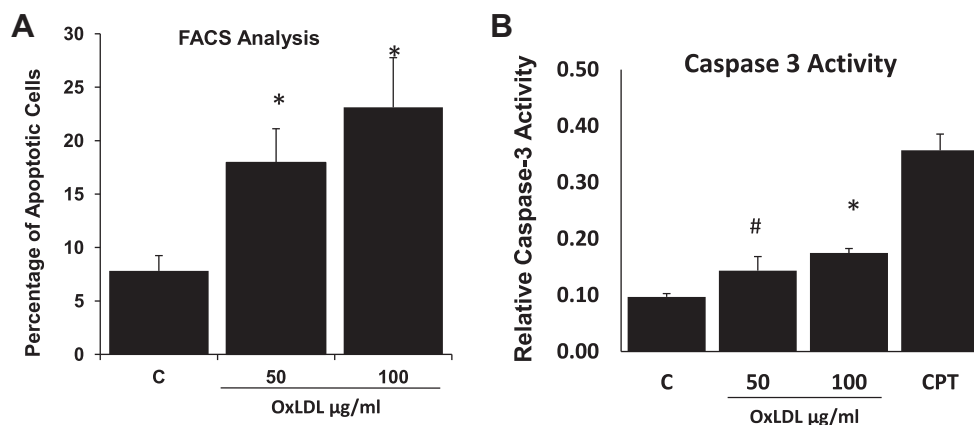 A
FACS Analysis
Percentage of Apoptotic Cells
30
25
20
15
10
5
0
*
*
C
50
100
OxLDL µg/ml
B
Caspase 3 Activity
Relative Caspase-3 Activity
0.50
0.40
0.30
0.20
0.10
0.00
#
*
C
50
100
CPT
OxLDL µg/ml